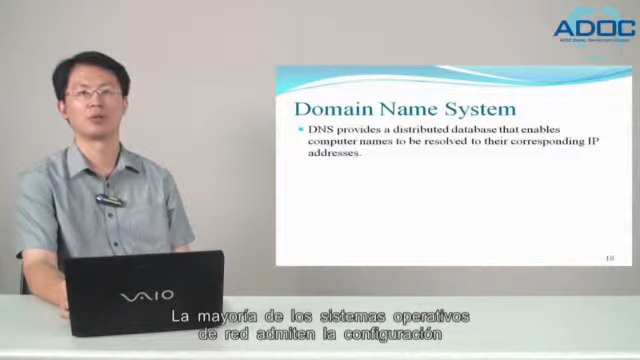 ADOC
Domain Name System
• DNS provides a distributed database that enables
computer names to be resolved to their corresponding IP
addresses.
18
VAIO
La mayoría de los sistemas operativos
de red admiten la configuración